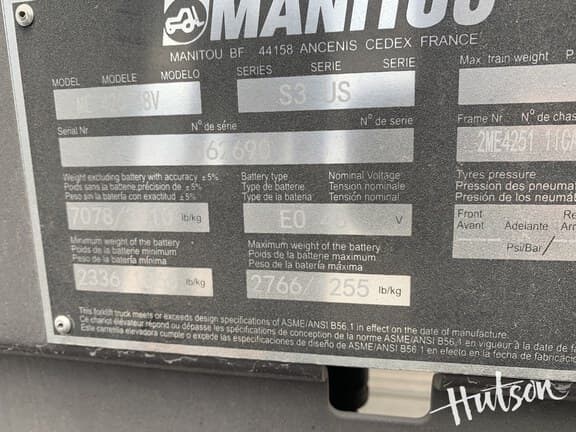 MANITOU
MANITOU BF 44158 ANCENIS CEDEX FRANCE
MODEL MODELE MODELO SERIES SERIE SERIE Max. train weight
8V S3 US
Serial Nr Nº de série Nº de serie Frame Nr Nº de chas
62690 2ME4251
Weight excluding battery with accuracy ±5% Battery type Nominal Voltage Tyres pressure
Poids sans la batterie, précision de ±5% Type de batterie Tension nominale Pression des pneumat
Peso sin la batería con exactitud ±5% Tipo de batería Tensión nominal Presión de los neumá
7078/ lb/kg E0 V Front
Avant Adelante
Psi/Bar/
Minimum weight of the battery Maximum weight of the battery
Poids de la batterie minimum Poids de la batterie maximum
Peso de la batería mínima Peso de la batería máxima
2336 lb/kg 2766/ 255 lb/kg
This forklift truck meets or exceeds design specifications of ASME/ANSI B56.1 in effect on the date of manufacture.
Ce chariot élévateur répond ou dépasse les spécifications de conception de la norme ASME/ANSI B56.1 en vigueur à la date de fa
Este carretilla elevadora cumple o excede las especificaciones de diseño de ASME/ANSI B56.1 en efecto en la fecha de fabricación
Hutson